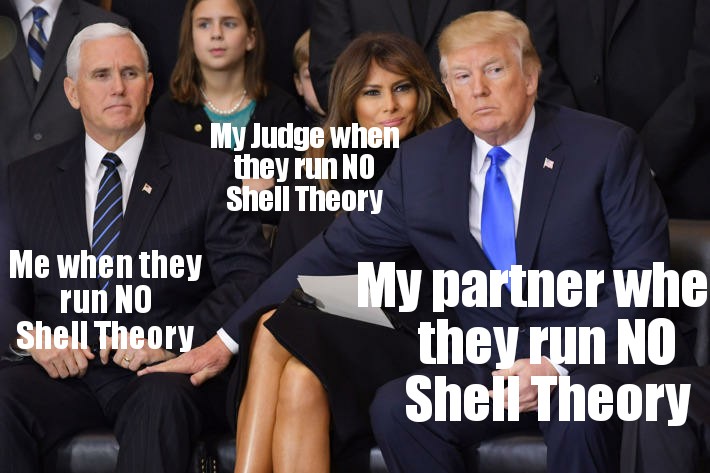 My Judge when
they run NO
Shell Theory
Me when they
run NO
Shell Theory
My partner whe
they run NO
Shell Theory